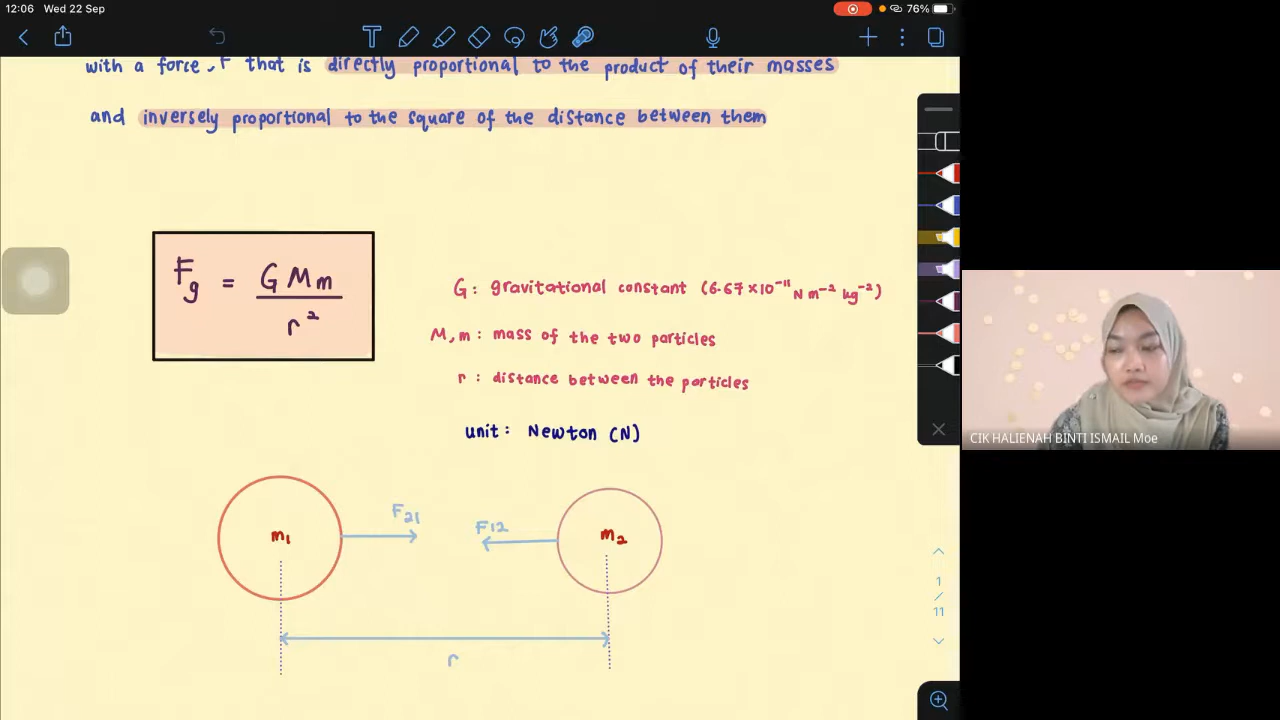 12:06 Wed 22 Sep
76%
with a force, F that is directly proportional to the product of their masses
and inversely proportional to the square of the distance between them
F_g = G M m / r²
G : gravitational constant (6.67 × 10⁻¹¹ N m⁻² kg⁻²)
M, m : mass of the two particles
r : distance between the particles
unit : Newton (N)
F21
F12
m1
m2
r
1
/
11
CIK HALIENAH BINTI ISMAIL Moe